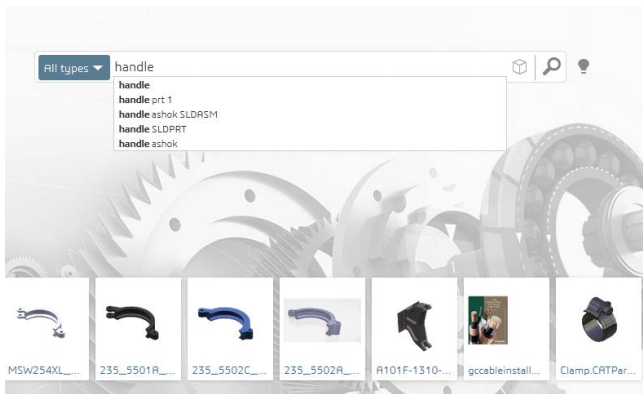 All types
handle
handle
handle prt 1
handle ashok SLDASM
handle SLDPRT
handle ashok
MSW254XL_...
235_5501A_...
235_5502C_...
235_5502A_...
A101F-1310-...
gccableinstall...
Clamp.CATPar...